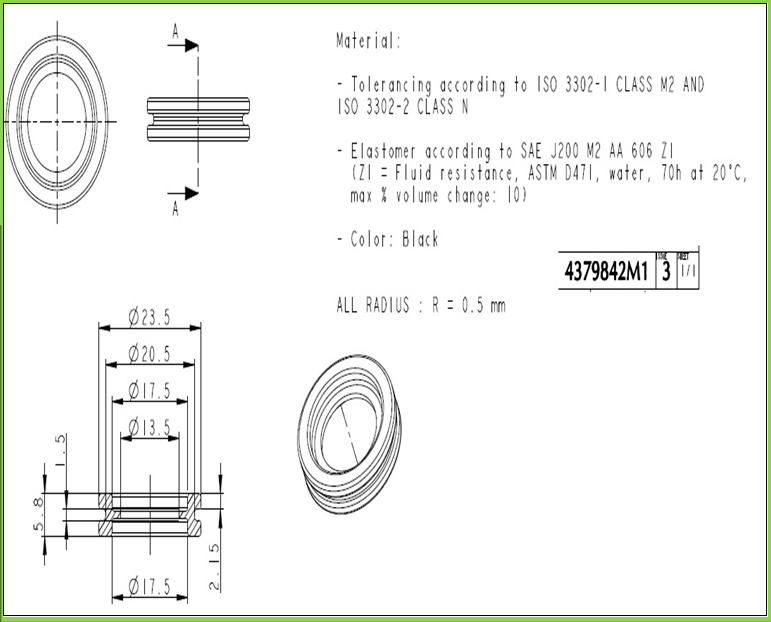 A
A
Material:
- Tolerancing according to ISO 3302-1 CLASS M2 AND
ISO 3302-2 CLASS N
- Elastomer according to SAE J200 M2 AA 606 Z1
(Z1 = Fluid resistance, ASTM D471, water, 70h at 20°C,
max % volume change: 10)
- Color: Black
4379842M1
ISSUE
3
SHEET
1/1
ALL RADIUS : R = 0.5 mm
Ø23.5
Ø20.5
Ø17.5
Ø13.5
1.5
5.8
2.15
Ø17.5